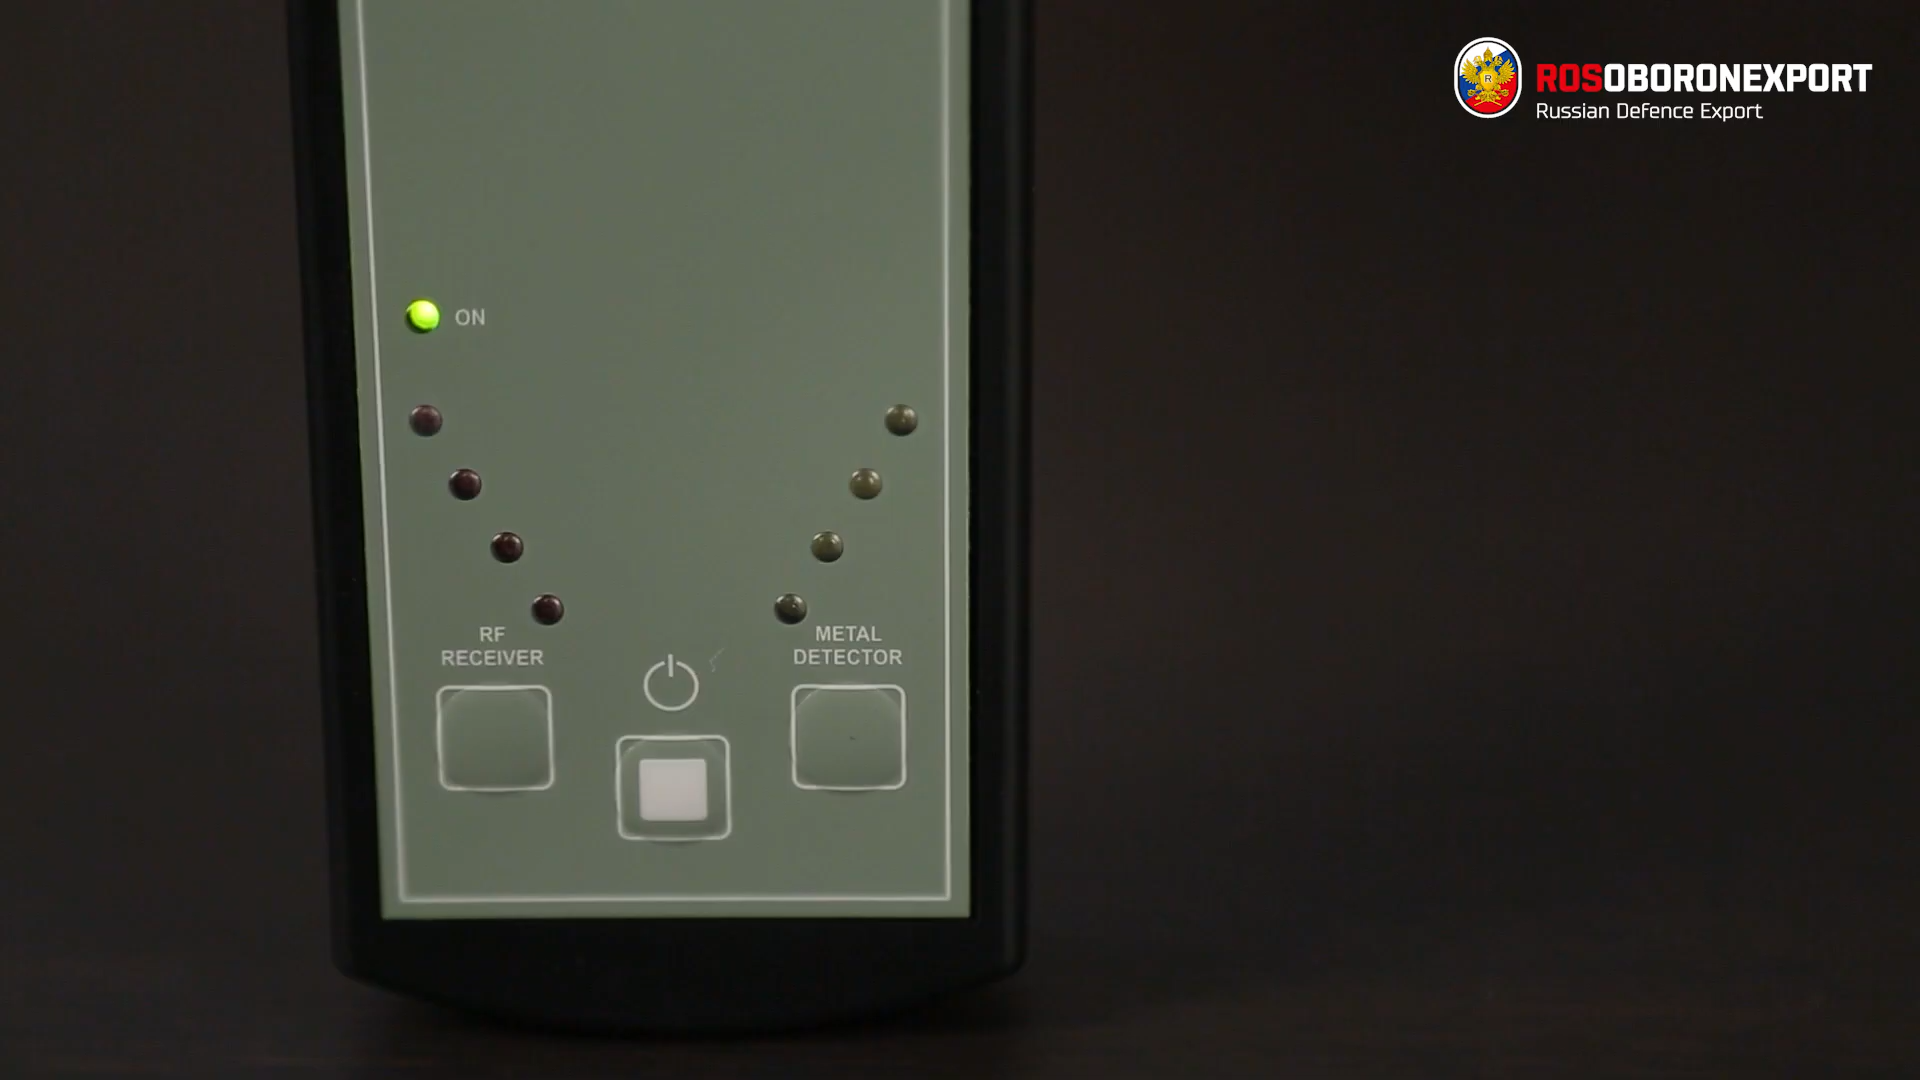 ROSOBORONEXPORT
Russian Defence Export
ON
RF
RECEIVER
METAL
DETECTOR